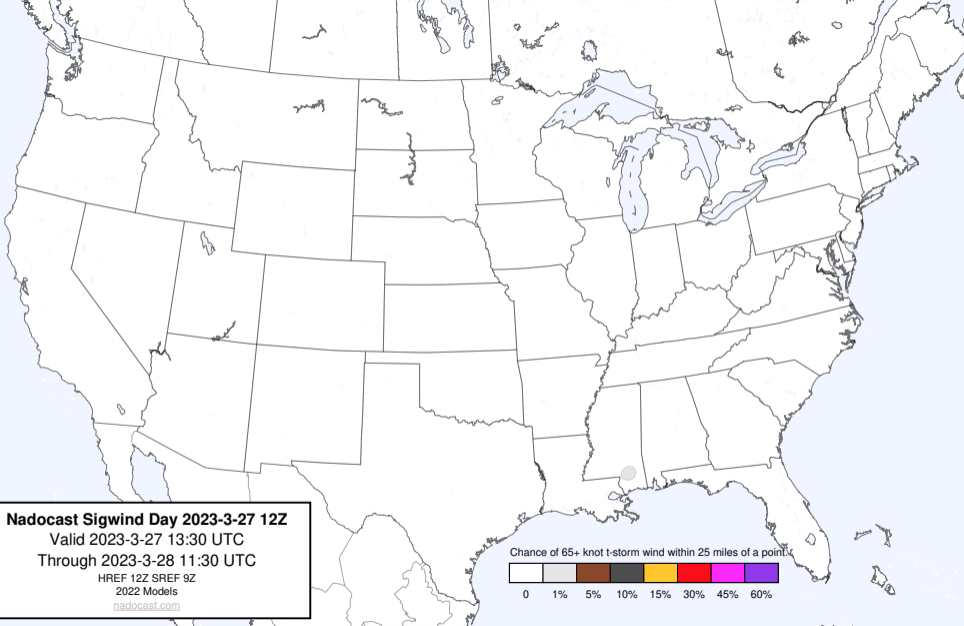 Nadocast Sigwind Day 2023-3-27 12Z
Valid 2023-3-27 13:30 UTC
Through 2023-3-28 11:30 UTC
HREF 12Z SREF 9Z
2022 Models
nadocast.com
Chance of 65+ knot t-storm wind within 25 miles of a point.
0 1% 5% 10% 15% 30% 45% 60%